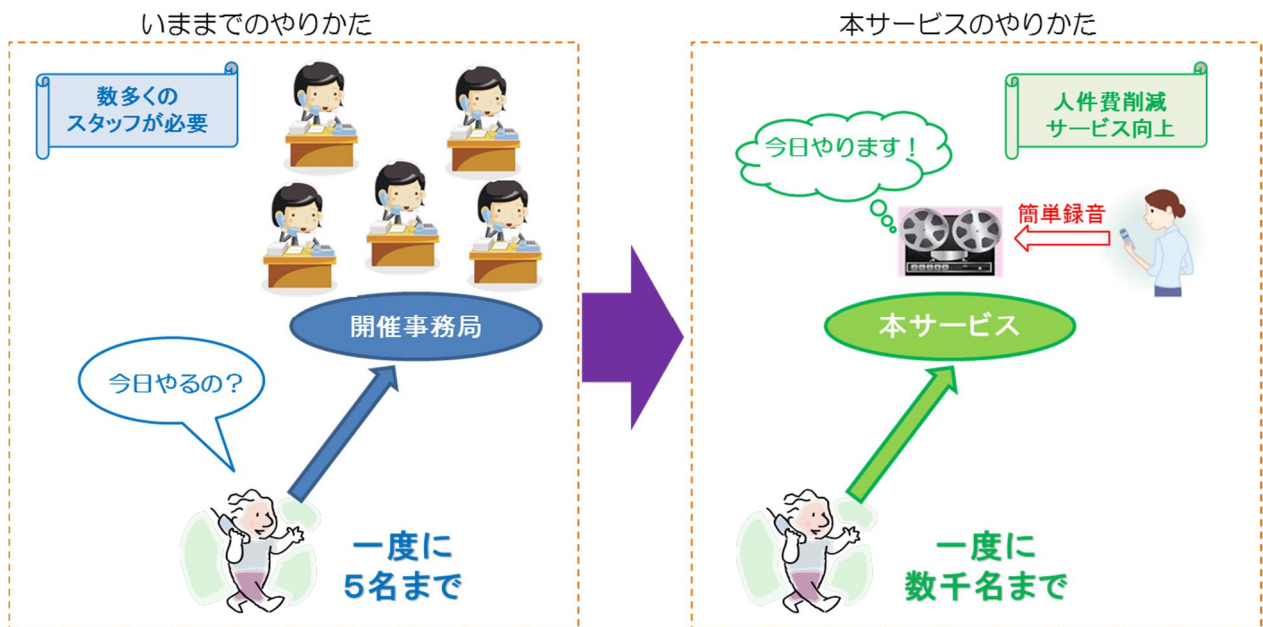 いままでのやりかた
数多くの
スタッフが必要
開催事務局
今日やるの？
一度に
5名まで
本サービスのやりかた
人件費削減
サービス向上
今日やります！
簡単録音
本サービス
一度に
数千名まで